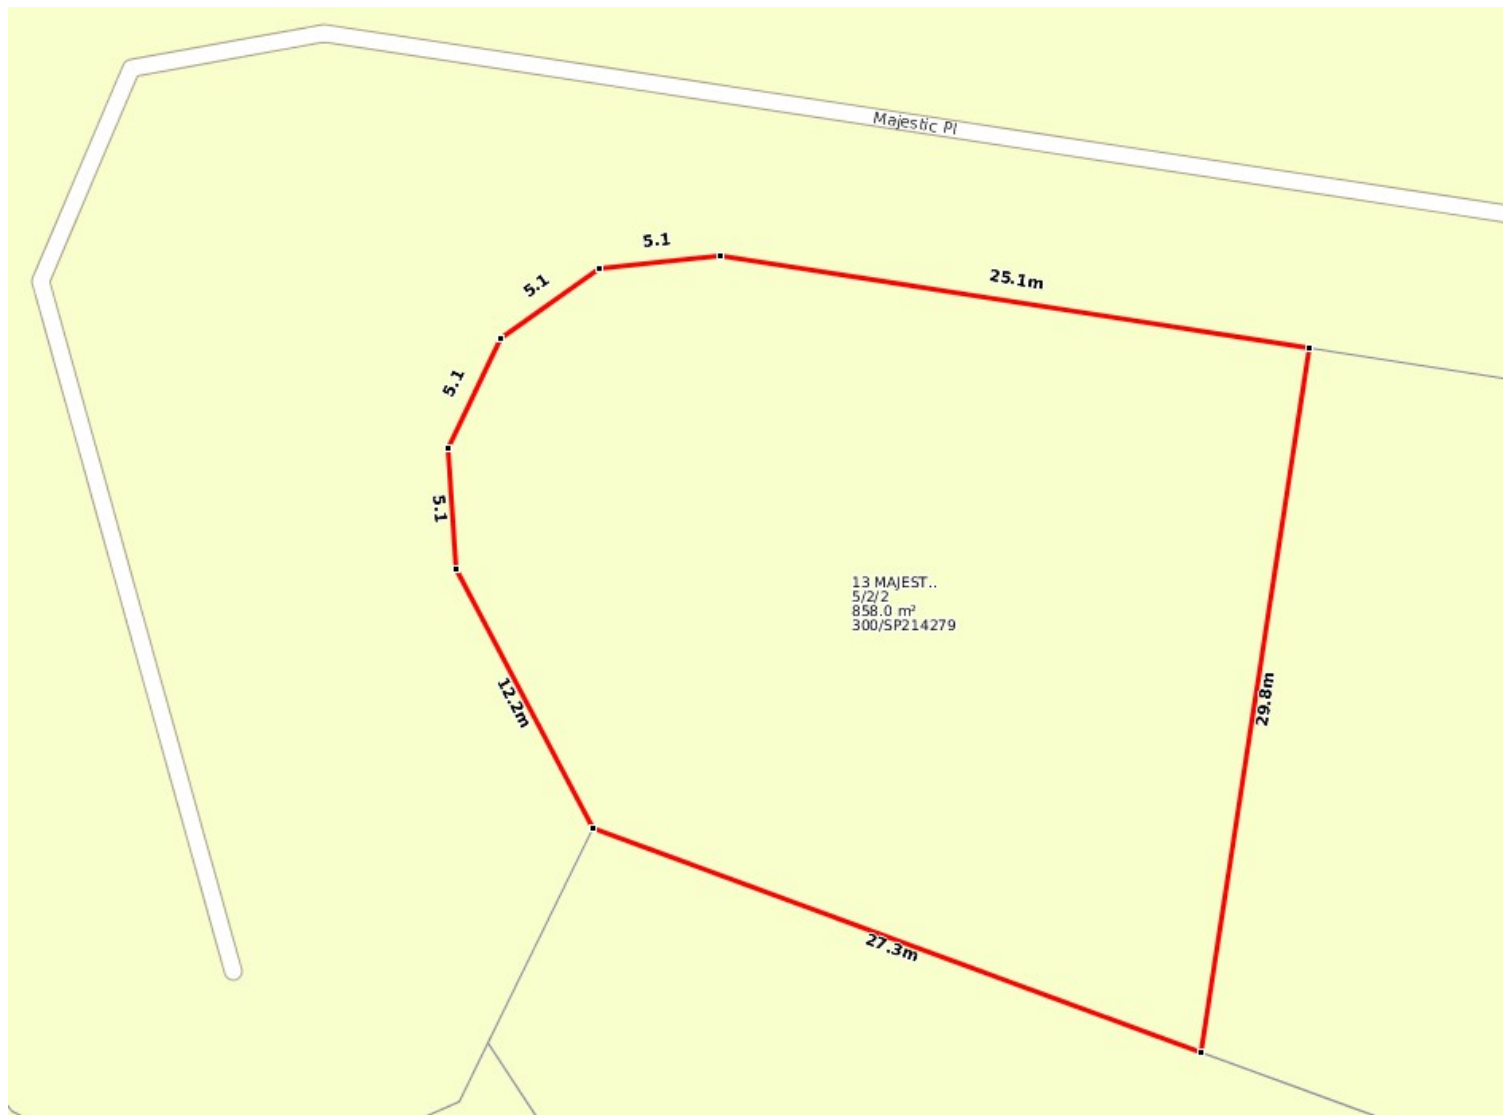 Majestic Pl
5.1
25.1m
5.1
5.1
5.1
13 MAJEST..
5/2/2
858.0 m²
300/SP214279
12.2m
29.8m
27.3m